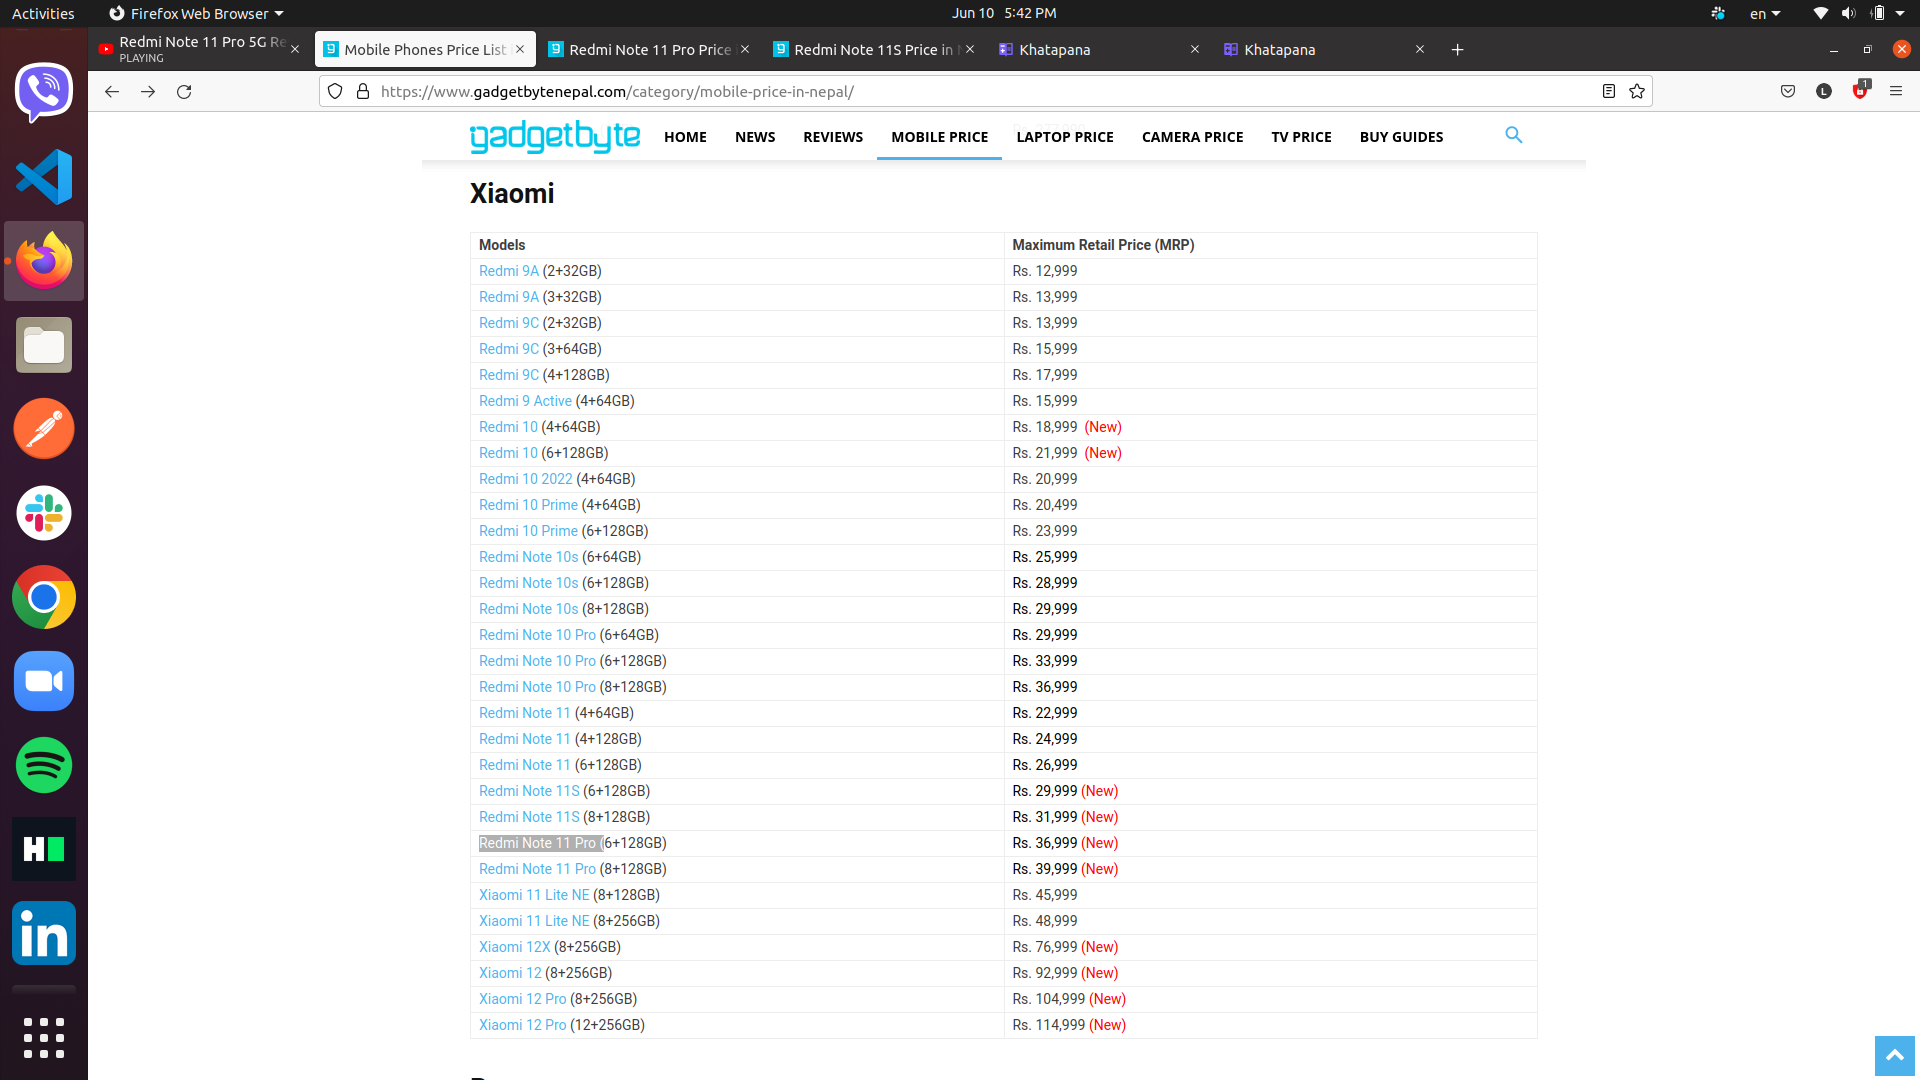 Activities Firefox Web Browser Jun 10 5:42 PM en
Redmi Note 11 Pro 5G Re
PLAYING
Mobile Phones Price List
Redmi Note 11 Pro Price
Redmi Note 11S Price in
Khatapana
Khatapana
https://www.gadgetbytenepal.com/category/mobile-price-in-nepal/
L
1
gadgetbyte HOME NEWS REVIEWS MOBILE PRICE LAPTOP PRICE CAMERA PRICE TV PRICE BUY GUIDES
Xiaomi
Models Maximum Retail Price (MRP)
Redmi 9A (2+32GB) Rs. 12,999
Redmi 9A (3+32GB) Rs. 13,999
Redmi 9C (2+32GB) Rs. 13,999
Redmi 9C (3+64GB) Rs. 15,999
Redmi 9C (4+128GB) Rs. 17,999
Redmi 9 Active (4+64GB) Rs. 15,999
Redmi 10 (4+64GB) Rs. 18,999 (New)
Redmi 10 (6+128GB) Rs. 21,999 (New)
Redmi 10 2022 (4+64GB) Rs. 20,999
Redmi 10 Prime (4+64GB) Rs. 20,499
Redmi 10 Prime (6+128GB) Rs. 23,999
Redmi Note 10s (6+64GB) Rs. 25,999
Redmi Note 10s (6+128GB) Rs. 28,999
Redmi Note 10s (8+128GB) Rs. 29,999
Redmi Note 10 Pro (6+64GB) Rs. 29,999
Redmi Note 10 Pro (6+128GB) Rs. 33,999
Redmi Note 10 Pro (8+128GB) Rs. 36,999
Redmi Note 11 (4+64GB) Rs. 22,999
Redmi Note 11 (4+128GB) Rs. 24,999
Redmi Note 11 (6+128GB) Rs. 26,999
Redmi Note 11S (6+128GB) Rs. 29,999 (New)
Redmi Note 11S (8+128GB) Rs. 31,999 (New)
Redmi Note 11 Pro (6+128GB) Rs. 36,999 (New)
Redmi Note 11 Pro (8+128GB) Rs. 39,999 (New)
Xiaomi 11 Lite NE (8+128GB) Rs. 45,999
Xiaomi 11 Lite NE (8+256GB) Rs. 48,999
Xiaomi 12X (8+256GB) Rs. 76,999 (New)
Xiaomi 12 (8+256GB) Rs. 92,999 (New)
Xiaomi 12 Pro (8+256GB) Rs. 104,999 (New)
Xiaomi 12 Pro (12+256GB) Rs. 114,999 (New)
H
in